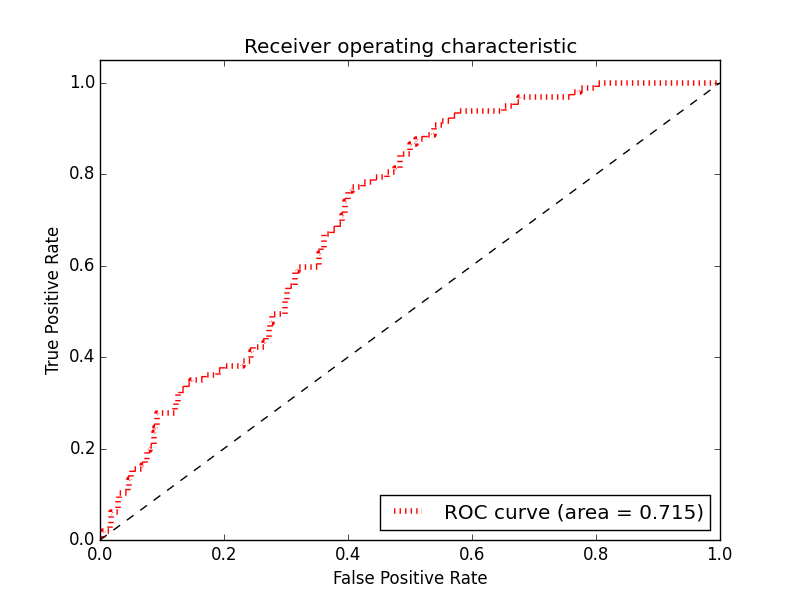 Receiver operating characteristic
1.0
0.8
0.6
0.4
0.2
0.0
True Positive Rate
0.0 0.2 0.4 0.6 0.8 1.0
False Positive Rate
ROC curve (area = 0.715)